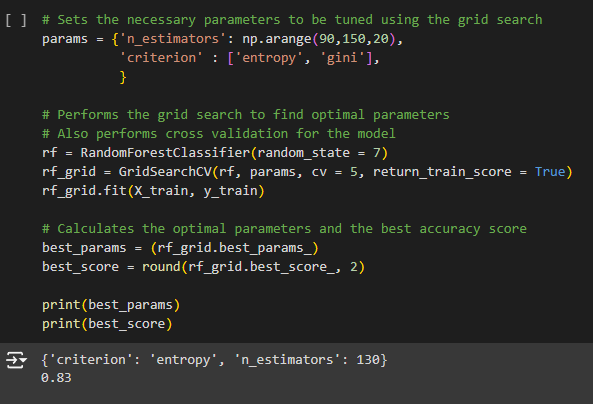 [ ] # Sets the necessary parameters to be tuned using the grid search
params = {'n_estimators': np.arange(90,150,20),
'criterion' : ['entropy', 'gini'],
}
# Performs the grid search to find optimal parameters
# Also performs cross validation for the model
rf = RandomForestClassifier(random_state = 7)
rf_grid = GridSearchCV(rf, params, cv = 5, return_train_score = True)
rf_grid.fit(X_train, y_train)
# Calculates the optimal parameters and the best accuracy score
best_params = (rf_grid.best_params_)
best_score = round(rf_grid.best_score_, 2)
print(best_params)
print(best_score)
{'criterion': 'entropy', 'n_estimators': 130}
0.83